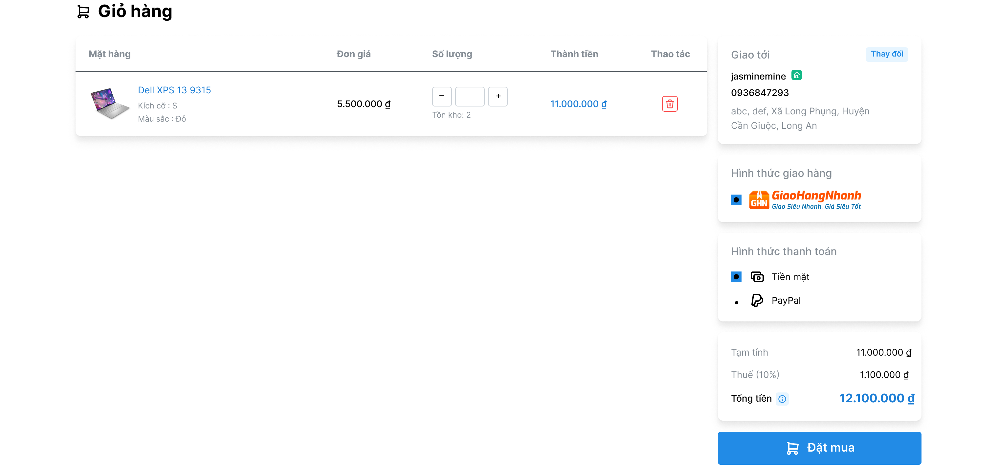 Giỏ hàng
Mặt hàng Đơn giá Số lượng Thành tiền Thao tác
Dell XPS 13 9315
Kích cỡ : S
Màu sắc : Đỏ
5.500.000 ₫
− +
Tồn kho: 2
11.000.000 ₫
Giao tới Thay đổi
jasminemine
0936847293
abc, def, Xã Long Phụng, Huyện
Cần Giuộc, Long An
Hình thức giao hàng
GHN GiaoHangNhanh
Giao Siêu Nhanh, Giá Siêu Tốt
Hình thức thanh toán
Tiền mặt
PayPal
Tạm tính 11.000.000 ₫
Thuế (10%) 1.100.000 ₫
Tổng tiền 12.100.000 ₫
Đặt mua